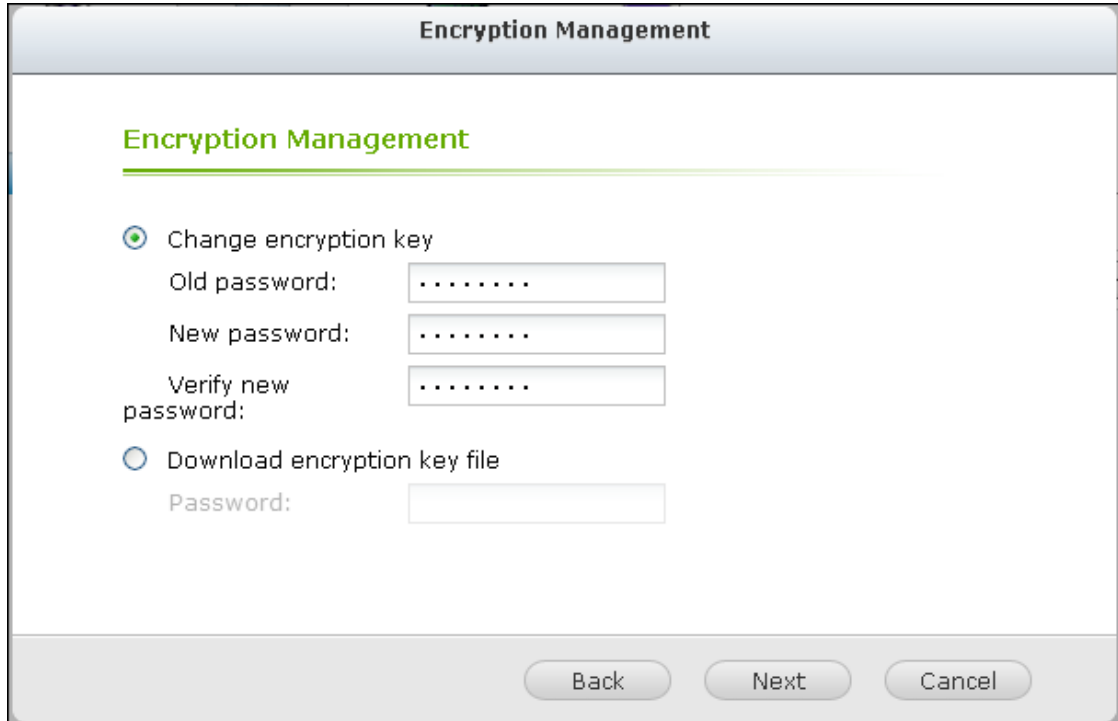 Encryption Management
Encryption Management
Change encryption key
Old password: ........
New password: ........
Verify new
password: ........
Download encryption key file
Password:
Back Next Cancel